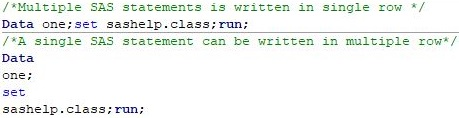 /*Multiple SAS statements is written in single row */
Data one;set sashelp.class;run;
/*A single SAS statement can be written in multiple row*/
Data
one;
set
sashelp.class;run;